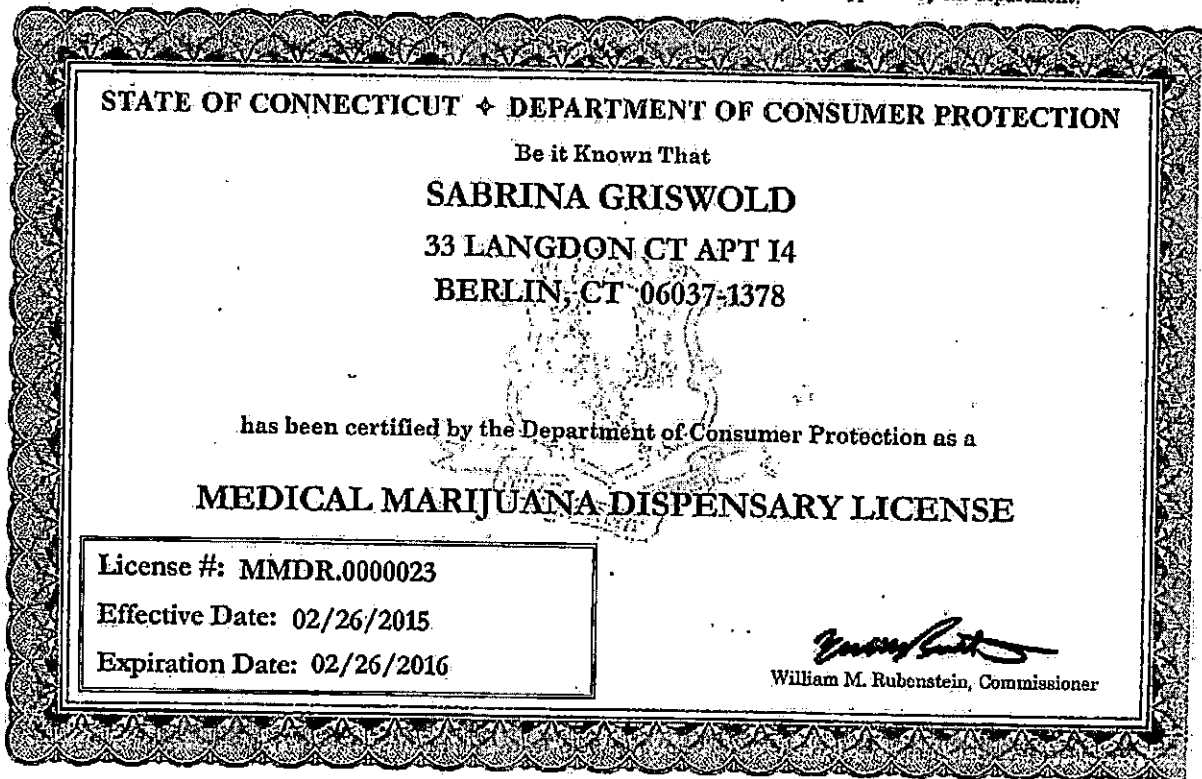 department.
STATE OF CONNECTICUT ✧ DEPARTMENT OF CONSUMER PROTECTION
Be it Known That
SABRINA GRISWOLD
33 LANGDON CT APT I4
BERLIN, CT 06037-1378
has been certified by the Department of Consumer Protection as a
MEDICAL MARIJUANA DISPENSARY LICENSE
License #: MMDR.0000023
Effective Date: 02/26/2015
Expiration Date: 02/26/2016
William M. Rubenstein, Commissioner